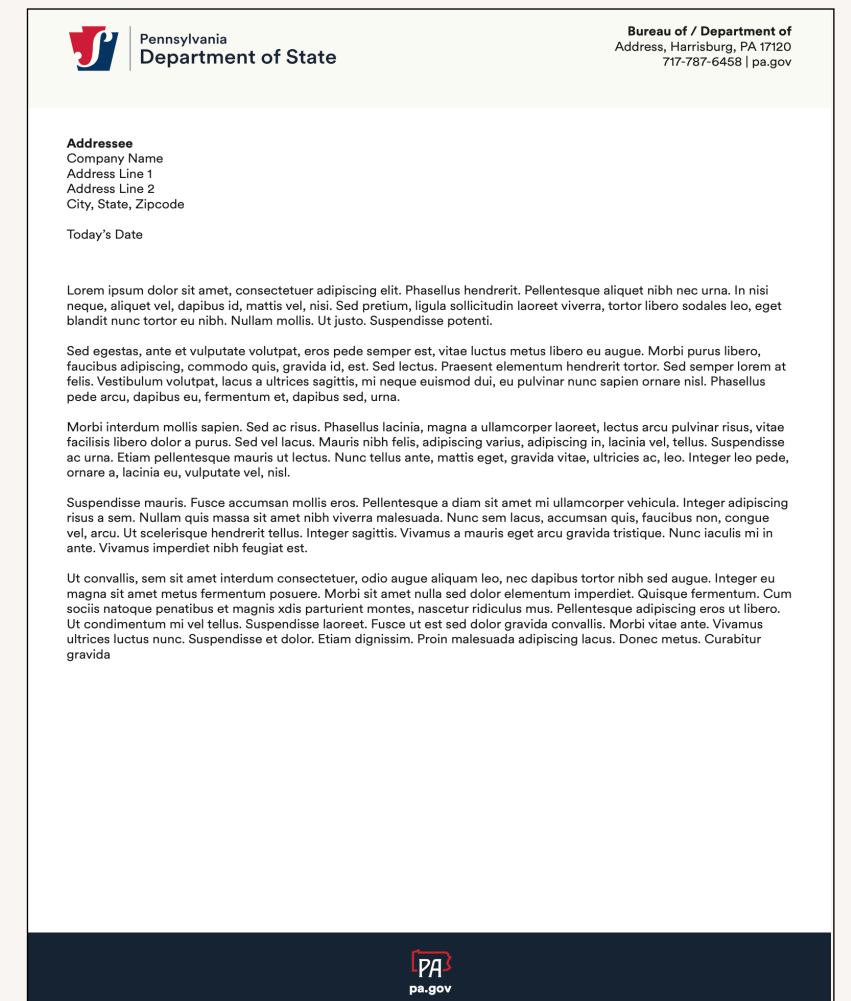 Pennsylvania
Department of State
Bureau of / Department of
Address, Harrisburg, PA 17120
717-787-6458 | pa.gov
Addressee
Company Name
Address Line 1
Address Line 2
City, State, Zipcode
Today’s Date
Lorem ipsum dolor sit amet, consectetuer adipiscing elit. Phasellus hendrerit. Pellentesque aliquet nibh nec urna. In nisi
neque, aliquet vel, dapibus id, mattis vel, nisi. Sed pretium, ligula sollicitudin laoreet viverra, tortor libero sodales leo, eget
blandit nunc tortor eu nibh. Nullam mollis. Ut justo. Suspendisse potenti.
Sed egestas, ante et vulputate volutpat, eros pede semper est, vitae luctus metus libero eu augue. Morbi purus libero,
faucibus adipiscing, commodo quis, gravida id, est. Sed lectus. Praesent elementum hendrerit tortor. Sed semper lorem at
felis. Vestibulum volutpat, lacus a ultrices sagittis, mi neque euismod dui, eu pulvinar nunc sapien ornare nisl. Phasellus
pede arcu, dapibus eu, fermentum et, dapibus sed, urna.
Morbi interdum mollis sapien. Sed ac risus. Phasellus lacinia, magna a ullamcorper laoreet, lectus arcu pulvinar risus, vitae
facilisis libero dolor a purus. Sed vel lacus. Mauris nibh felis, adipiscing varius, adipiscing in, lacinia vel, tellus. Suspendisse
ac urna. Etiam pellentesque mauris ut lectus. Nunc tellus ante, mattis eget, gravida vitae, ultricies ac, leo. Integer leo pede,
ornare a, lacinia eu, vulputate vel, nisl.
Suspendisse mauris. Fusce accumsan mollis eros. Pellentesque a diam sit amet mi ullamcorper vehicula. Integer adipiscing
risus a sem. Nullam quis massa sit amet nibh viverra malesuada. Nunc sem lacus, accumsan quis, faucibus non, congue
vel, arcu. Ut scelerisque hendrerit tellus. Integer sagittis. Vivamus a mauris eget arcu gravida tristique. Nunc iaculis mi in
ante. Vivamus imperdiet nibh feugiat est.
Ut convallis, sem sit amet interdum consectetuer, odio augue aliquam leo, nec dapibus tortor nibh sed augue. Integer eu
magna sit amet metus fermentum posuere. Morbi sit amet nulla sed dolor elementum imperdiet. Quisque fermentum. Cum
sociis natoque penatibus et magnis xdis parturient montes, nascetur ridiculus mus. Pellentesque adipiscing eros ut libero.
Ut condimentum mi vel tellus. Suspendisse laoreet. Fusce ut est sed dolor gravida convallis. Morbi vitae ante. Vivamus
ultrices luctus nunc. Suspendisse et dolor. Etiam dignissim. Proin malesuada adipiscing lacus. Donec metus. Curabitur
gravida
PA
pa.gov